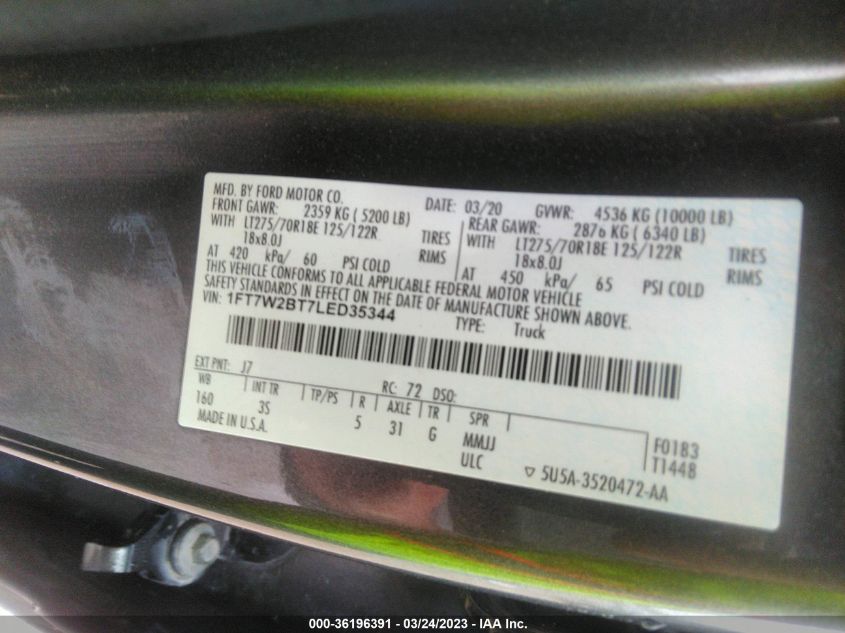 MFD. BY FORD MOTOR CO.
DATE: 03/20 GVWR: 4536 KG (10000 LB)
FRONT GAWR: 2359 KG ( 5200 LB)
REAR GAWR: 2876 KG ( 6340 LB)
WITH LT275/70R18E 125/122R TIRES
WITH LT275/70R18E 125/122R TIRES
18x8.0J RIMS
18x8.0J RIMS
AT 420 kPa/ 60 PSI COLD
AT 450 kPa/ 65 PSI COLD
THIS VEHICLE CONFORMS TO ALL APPLICABLE FEDERAL MOTOR VEHICLE
SAFETY STANDARDS IN EFFECT ON THE DATE OF MANUFACTURE SHOWN ABOVE.
VIN: 1FT7W2BT7LED35344
TYPE: Truck
EXT PNT: J7 RC: 72 DSO:
WB INT TR TP/PS R AXLE TR SPR
160 3S 5 31 G MMJJ F0183
MADE IN U.S.A. ULC T1448
▽ 5U5A-3520472-AA
000-36196391 - 03/24/2023 - IAA Inc.